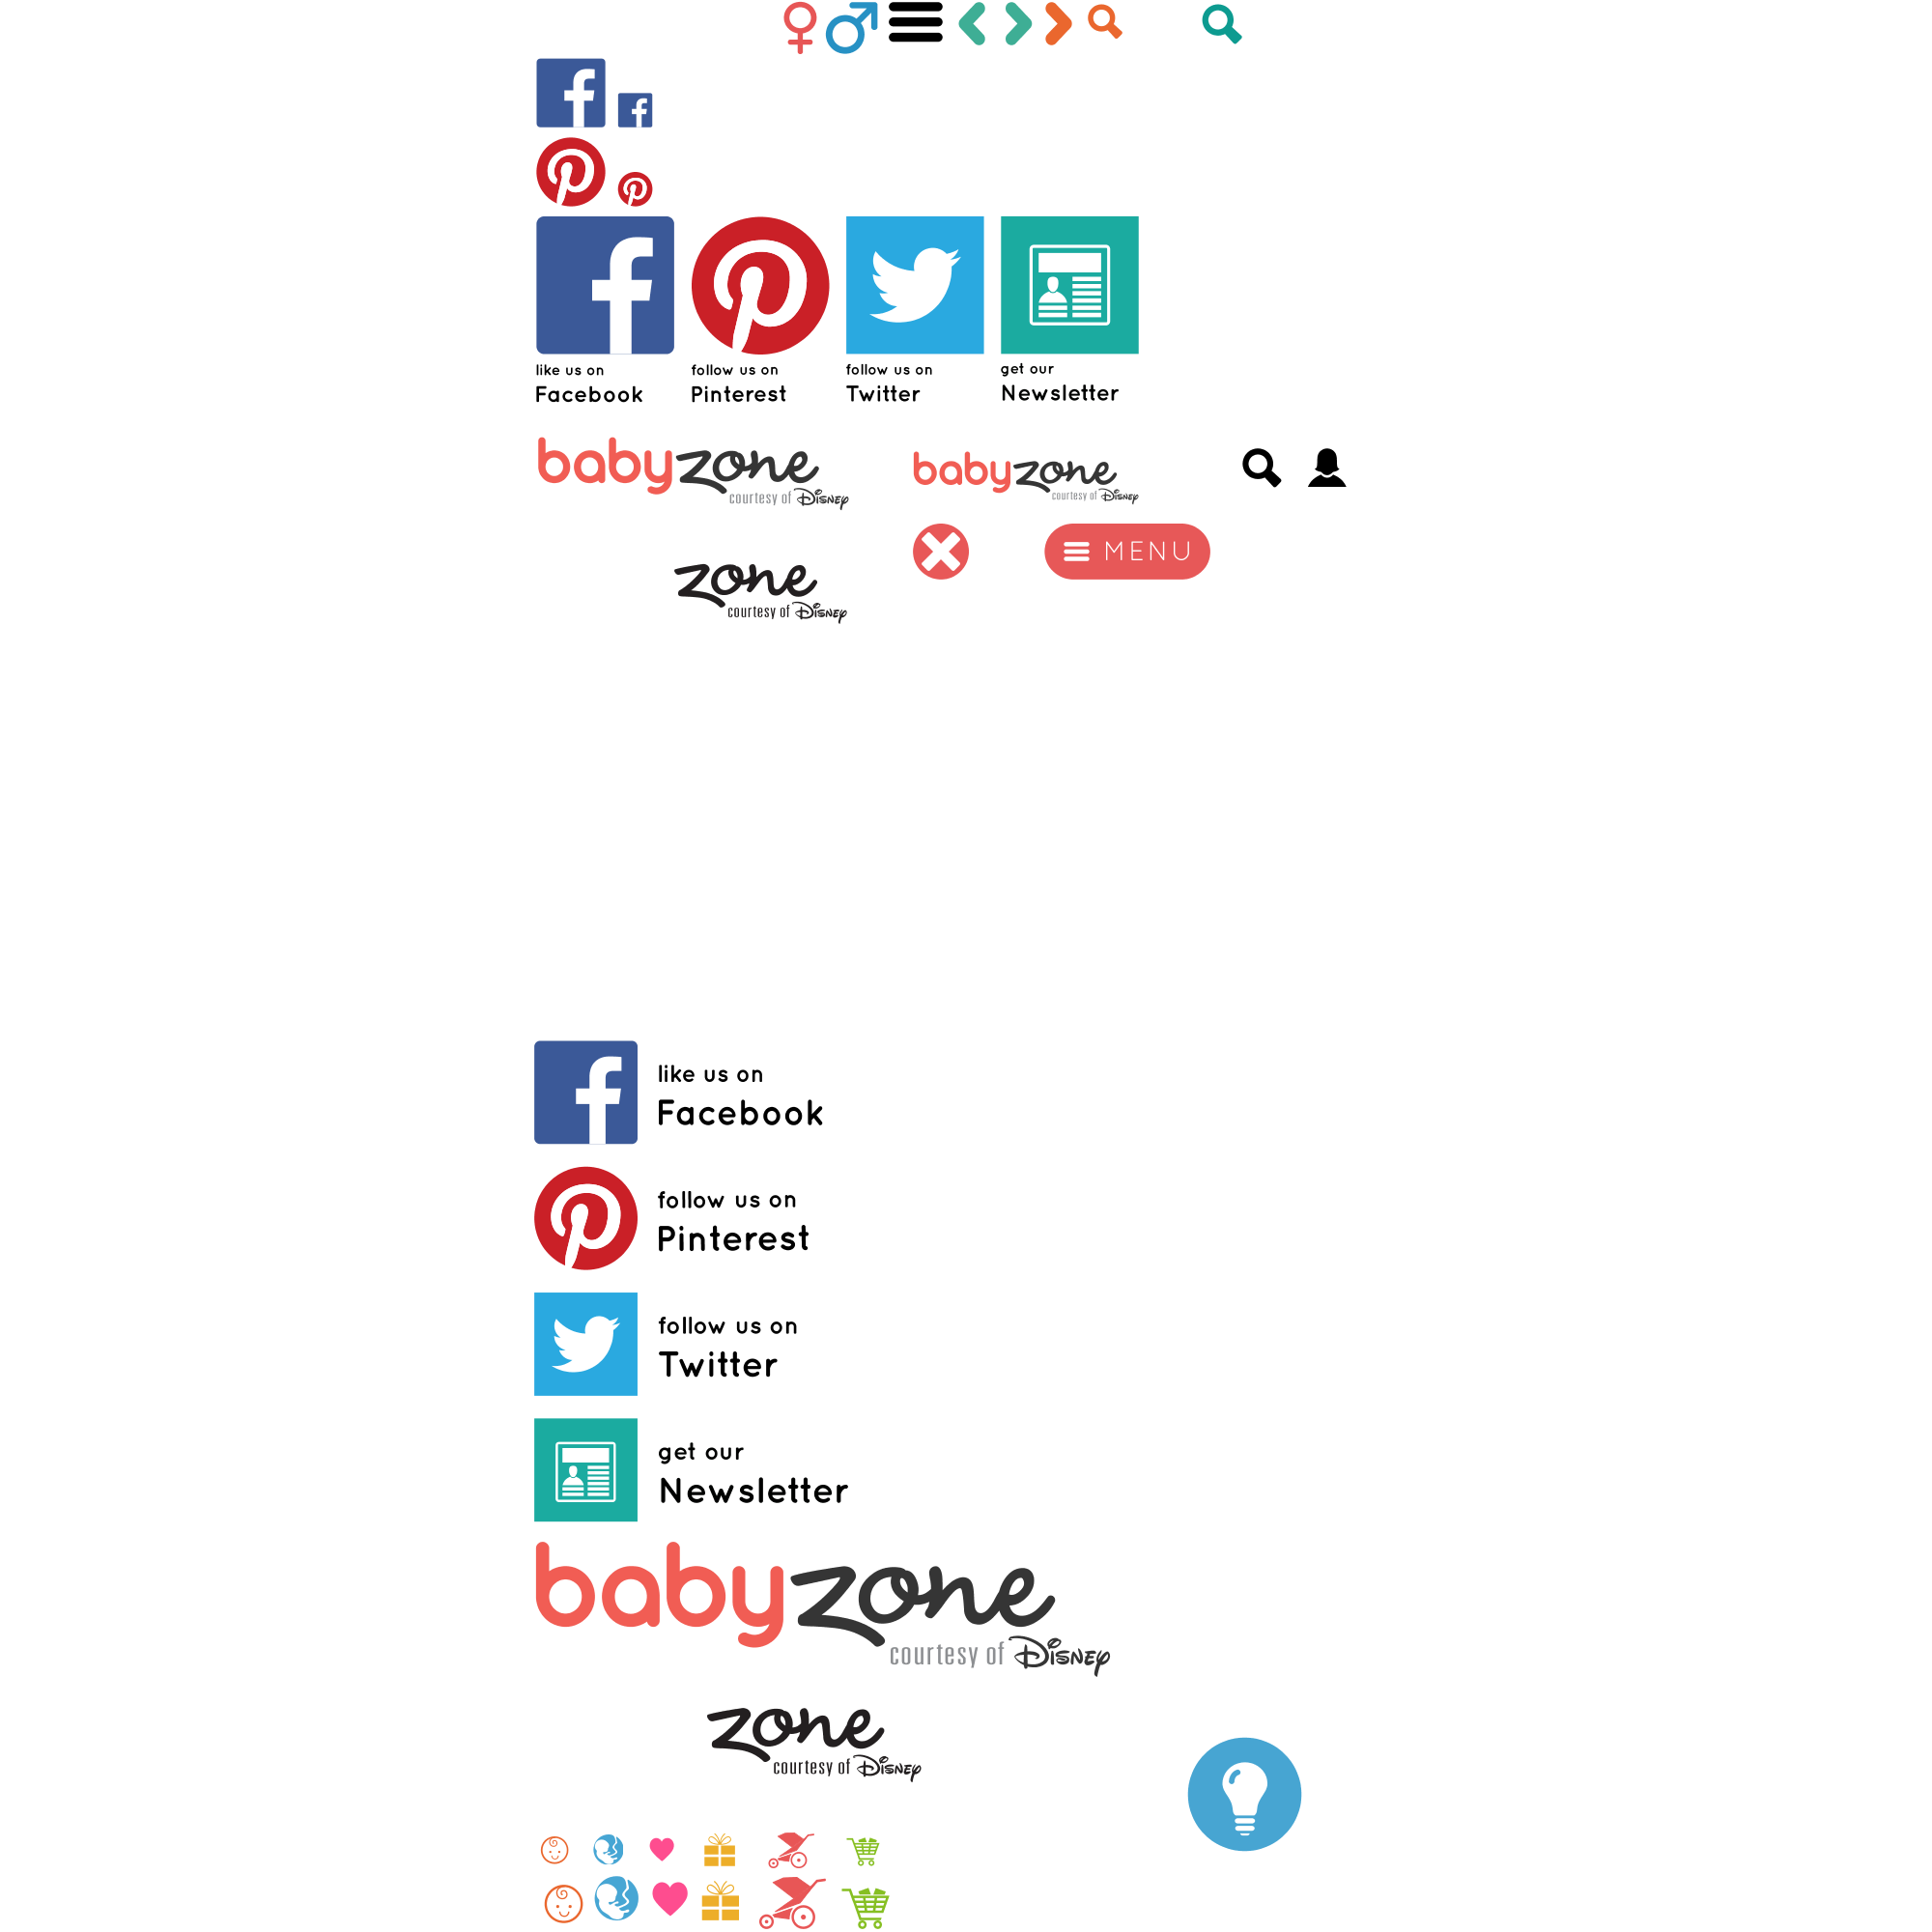 like us on
Facebook
follow us on
Pinterest
follow us on
Twitter
get our
Newsletter
babyzone
courtesy of Disney
babyzone
courtesy of Disney
MENU
zone
courtesy of Disney
like us on
Facebook
follow us on
Pinterest
follow us on
Twitter
get our
Newsletter
babyzone
courtesy of Disney
zone
courtesy of Disney